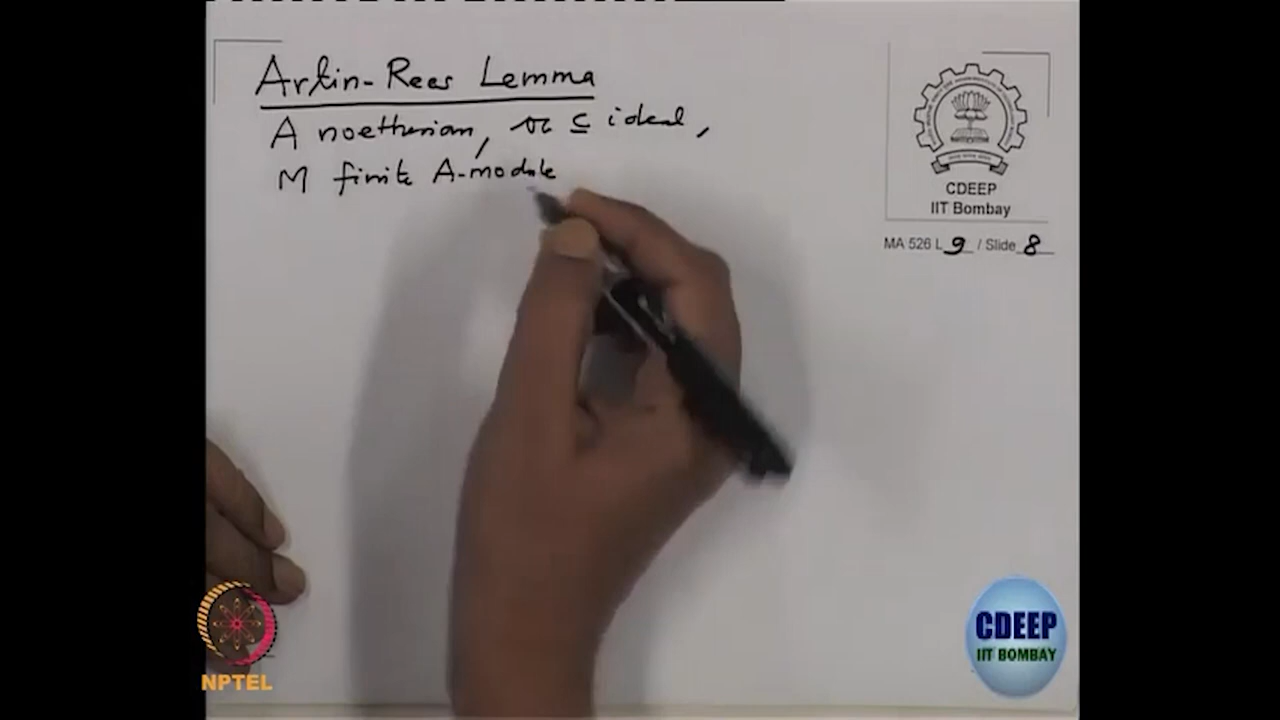 Artin-Rees Lemma
A noetherian, 𝔞 ⊆ ideal,
M finite A-module
CDEEP
IIT Bombay
MA 526 L 9 / Slide 8
NPTEL
CDEEP
IIT BOMBAY